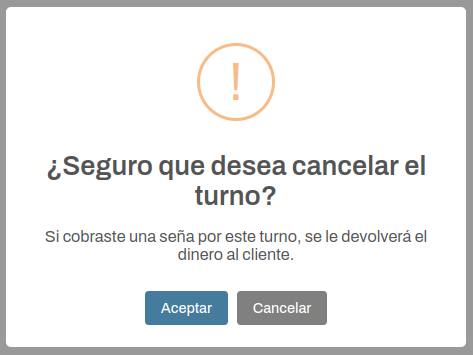 !
¿Seguro que desea cancelar el
turno?
Si cobraste una seña por este turno, se le devolverá el
dinero al cliente.
Aceptar Cancelar